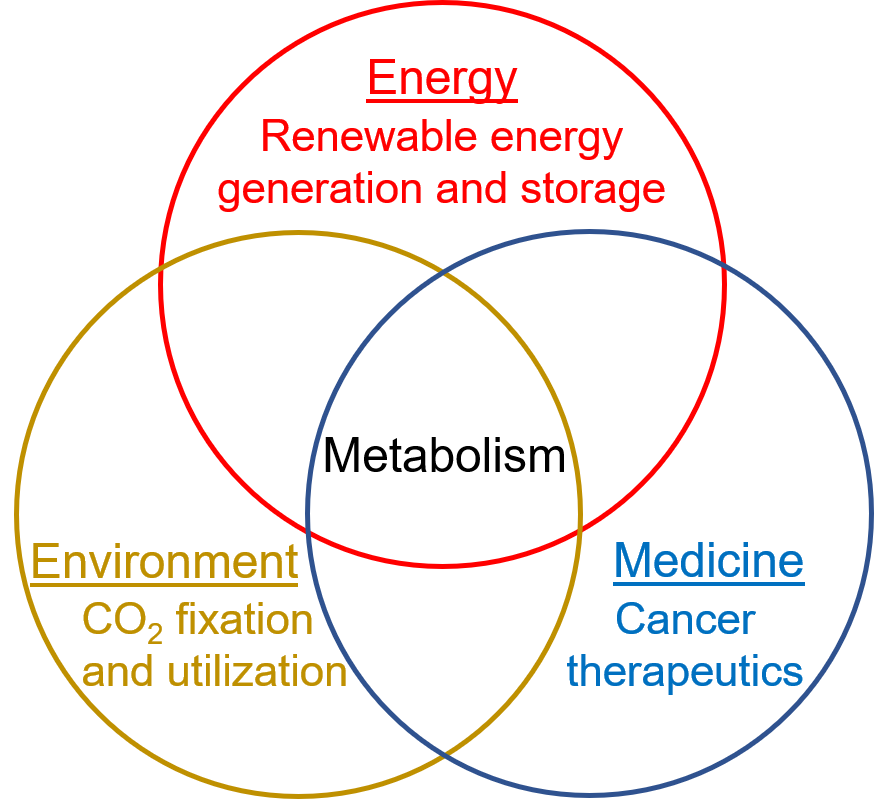 Energy
Renewable energy
generation and storage
Metabolism
Environment
CO₂ fixation
and utilization
Medicine
Cancer
therapeutics